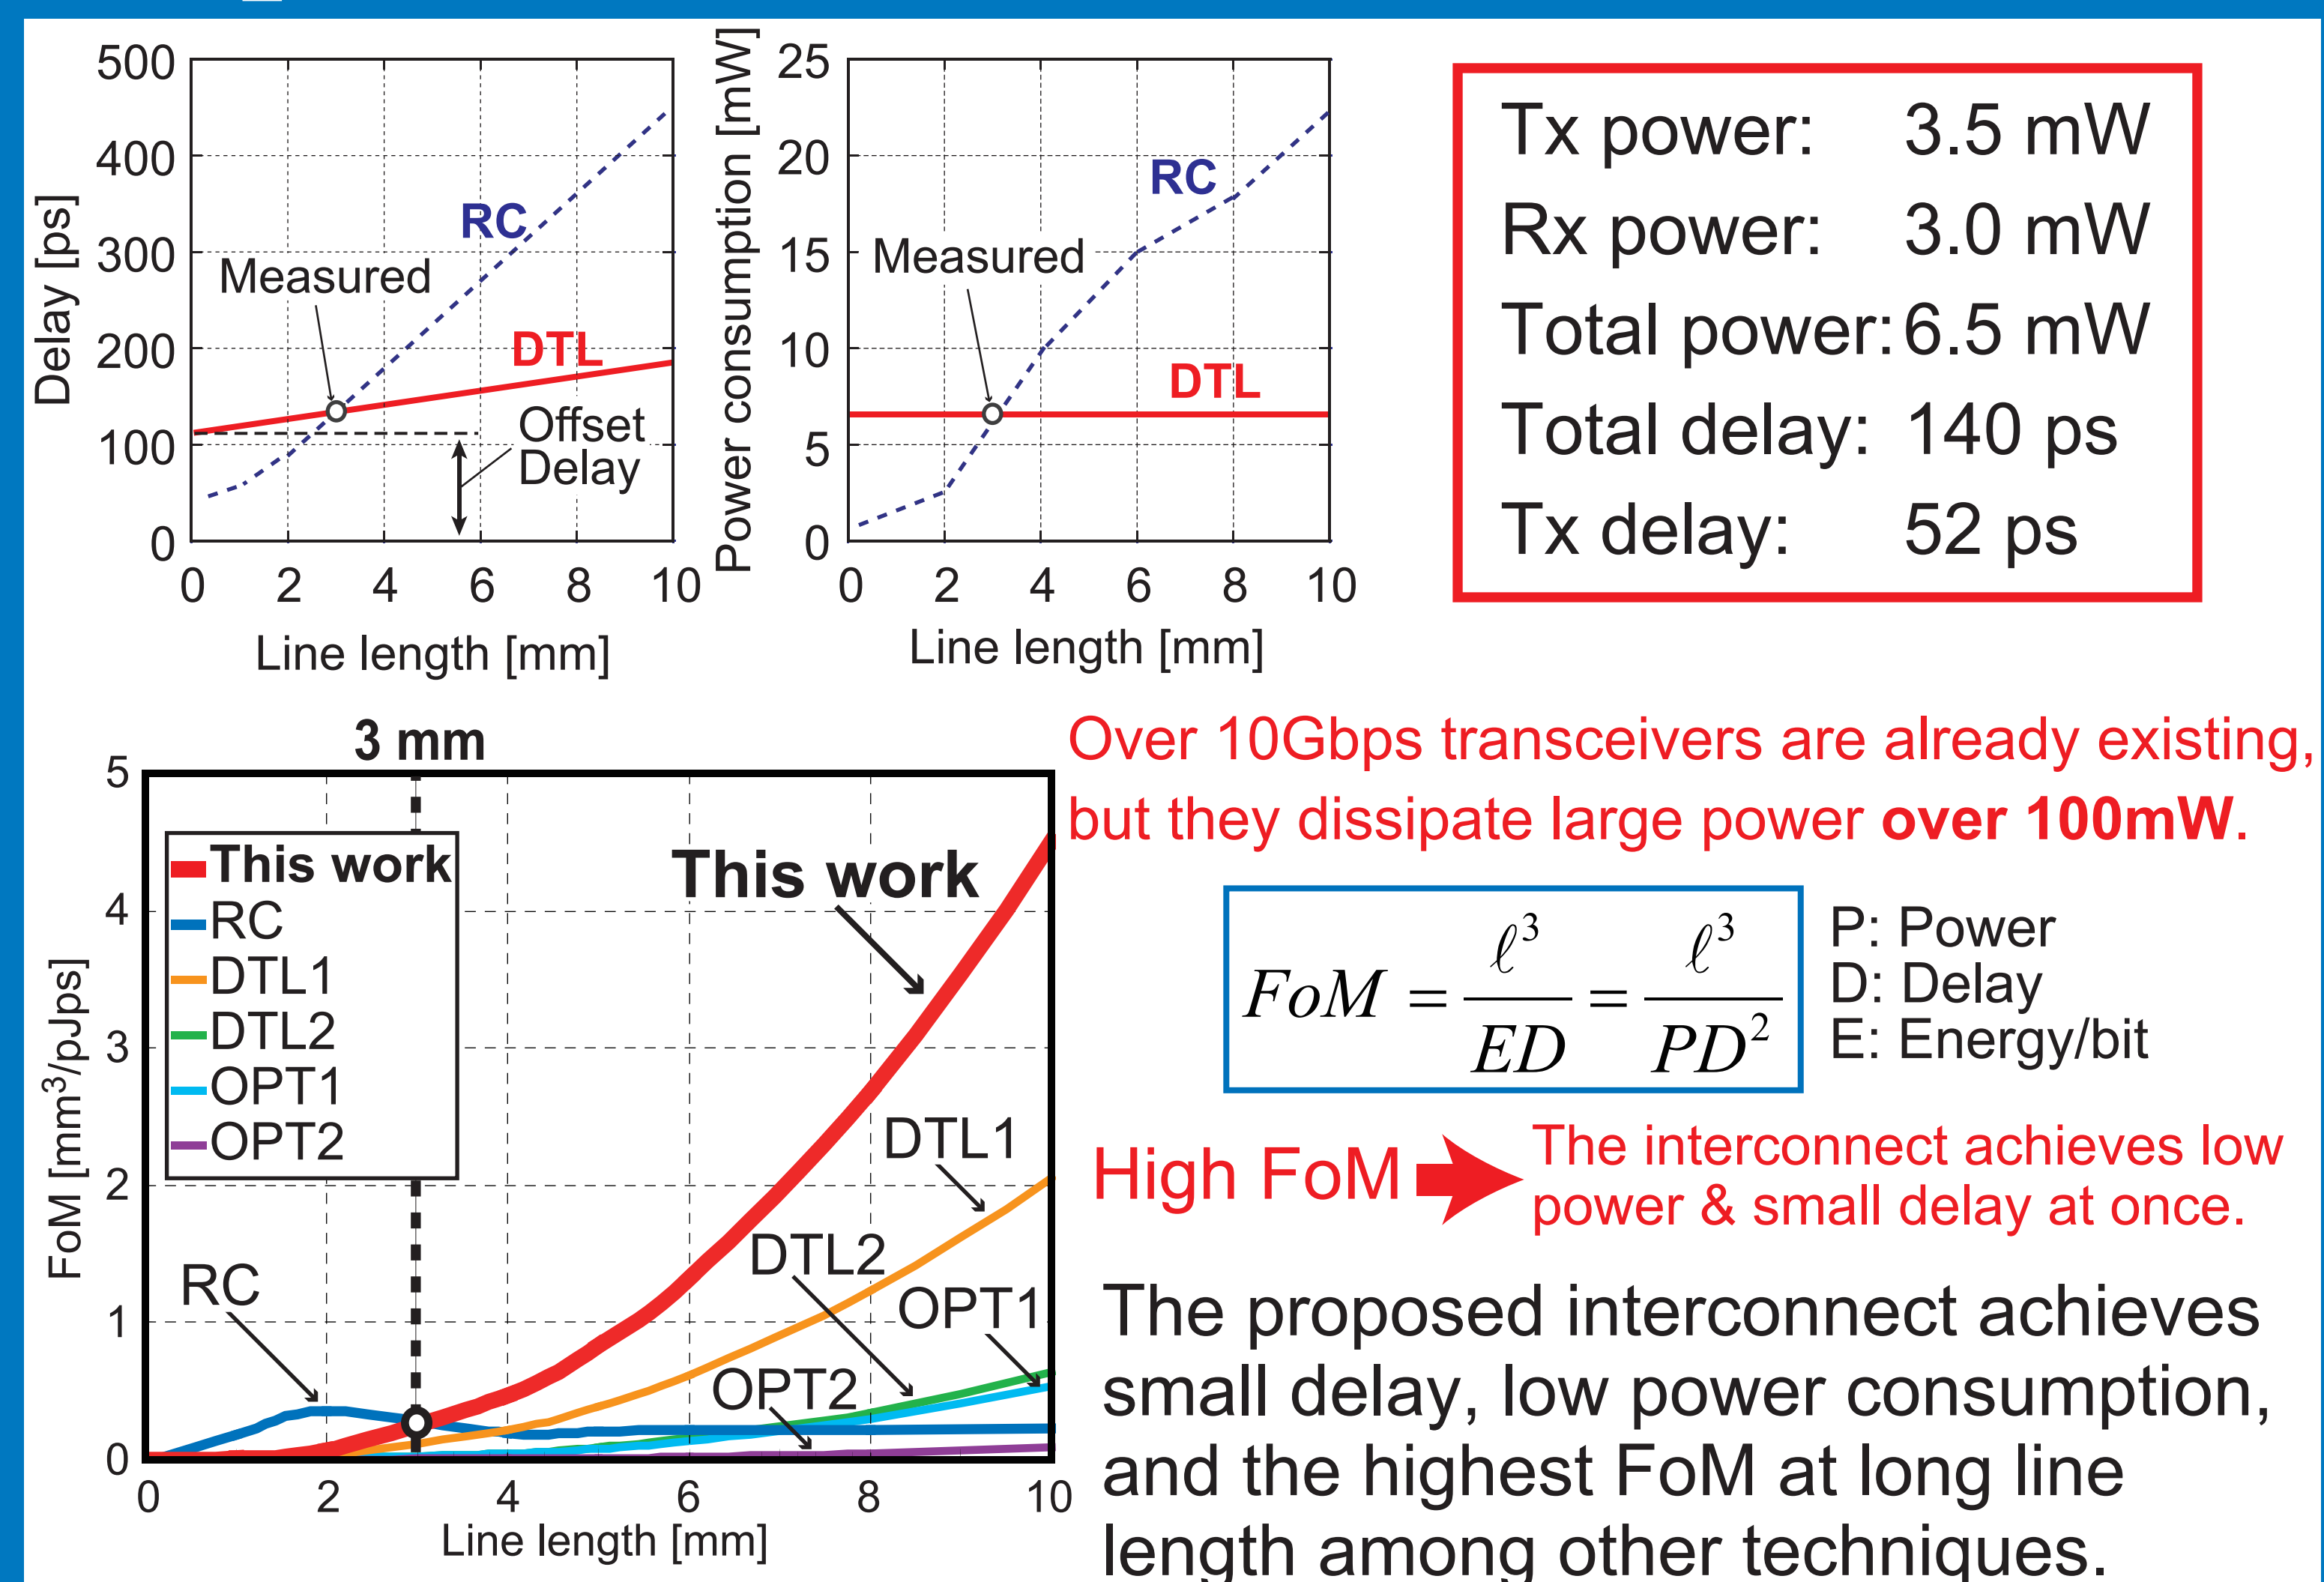 500
400
300
200
100
0
0 2 4 6 8 10
Delay [ps]
Line length [mm]
RC
Measured
DTL
Offset
Delay
25
20
15
10
5
0
0 2 4 6 8 10
Power consumption [mW]
Line length [mm]
RC
Measured
DTL
Tx power: 3.5 mW
Rx power: 3.0 mW
Total power: 6.5 mW
Total delay: 140 ps
Tx delay: 52 ps
3 mm
5
4
3
2
1
0
0 2 4 6 8 10
FoM [mm³/pJps]
Line length [mm]
This work
RC
DTL1
DTL2
OPT1
OPT2
This work
DTL1
DTL2
OPT1
OPT2
RC
Over 10Gbps transceivers are already existing,
but they dissipate large power over 100mW.
FoM = ℓ³/ED = ℓ³/PD²
P: Power
D: Delay
E: Energy/bit
High FoM
The interconnect achieves low
power & small delay at once.
The proposed interconnect achieves
small delay, low power consumption,
and the highest FoM at long line
length among other techniques.